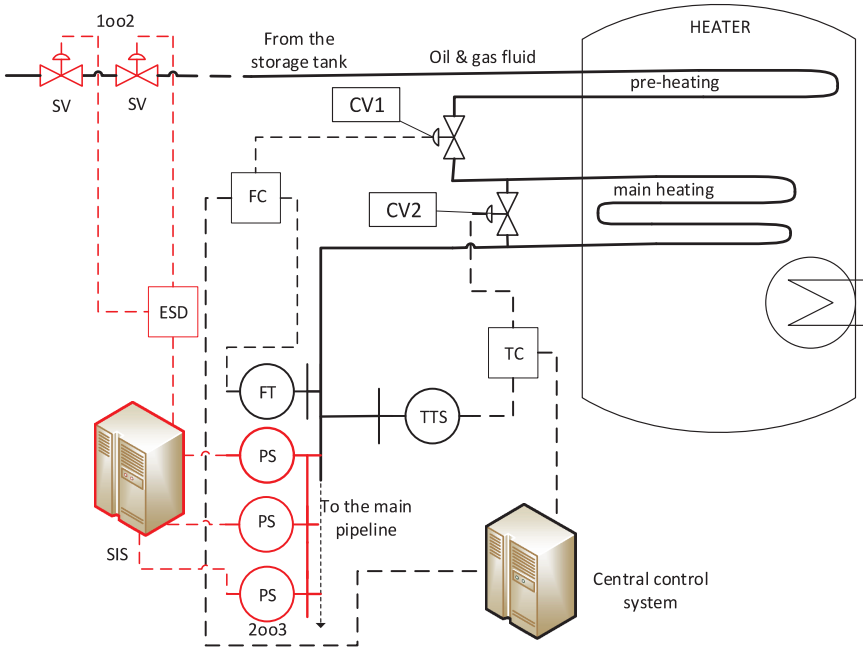 1oo2
From the
storage tank
Oil & gas fluid
HEATER
pre-heating
SV
SV
CV1
FC
main heating
CV2
ESD
TC
FT
TTS
PS
To the main
pipeline
PS
SIS
PS
2oo3
Central control
system